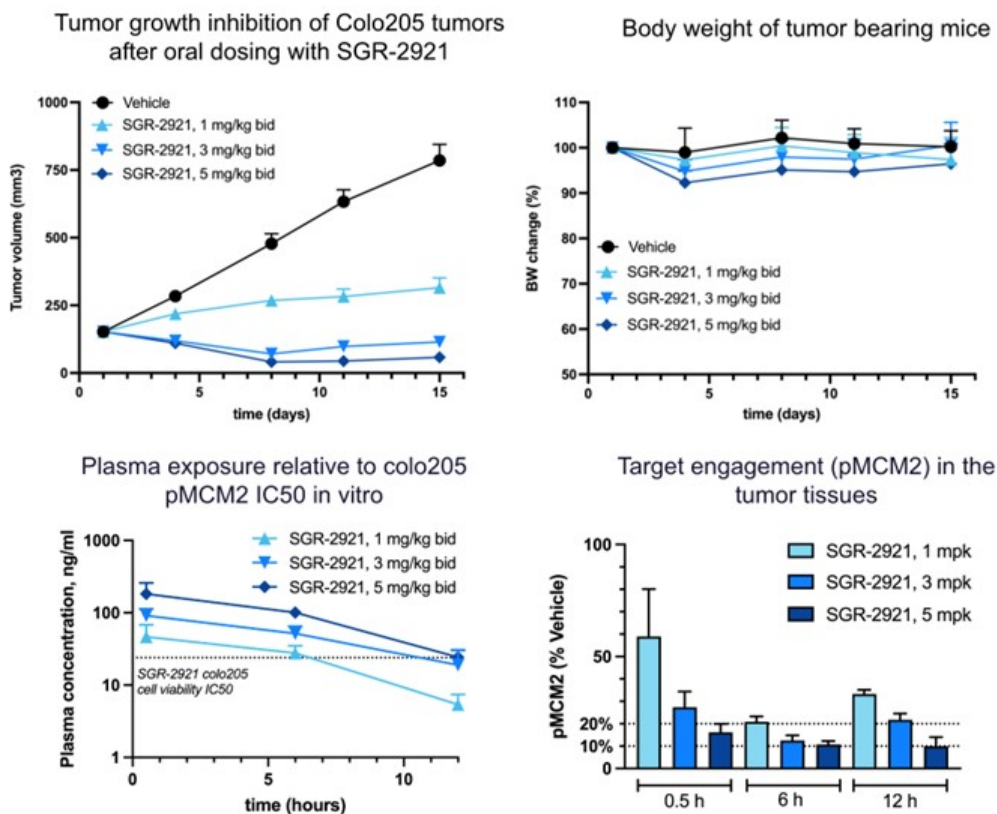 Tumor growth inhibition of Colo205 tumors
after oral dosing with SGR-2921
Tumor volume (mm3)
1000
750
500
250
0
Vehicle
SGR-2921, 1 mg/kg bid
SGR-2921, 3 mg/kg bid
SGR-2921, 5 mg/kg bid
0
5
10
15
time (days)
Body weight of tumor bearing mice
BW change (%)
110
100
90
80
70
60
50
Vehicle
SGR-2921, 1 mg/kg bid
SGR-2921, 3 mg/kg bid
SGR-2921, 5 mg/kg bid
0
5
10
15
time (days)
Plasma exposure relative to colo205
pMCM2 IC50 in vitro
Plasma concentration, ng/ml
1000
100
10
1
SGR-2921, 1 mg/kg bid
SGR-2921, 3 mg/kg bid
SGR-2921, 5 mg/kg bid
SGR-2921 colo205
cell viability IC50
0
5
10
time (hours)
Target engagement (pMCM2) in the
tumor tissues
pMCM2 (% Vehicle)
100
50
20%
10%
0
SGR-2921, 1 mpk
SGR-2921, 3 mpk
SGR-2921, 5 mpk
0.5 h
6 h
12 h